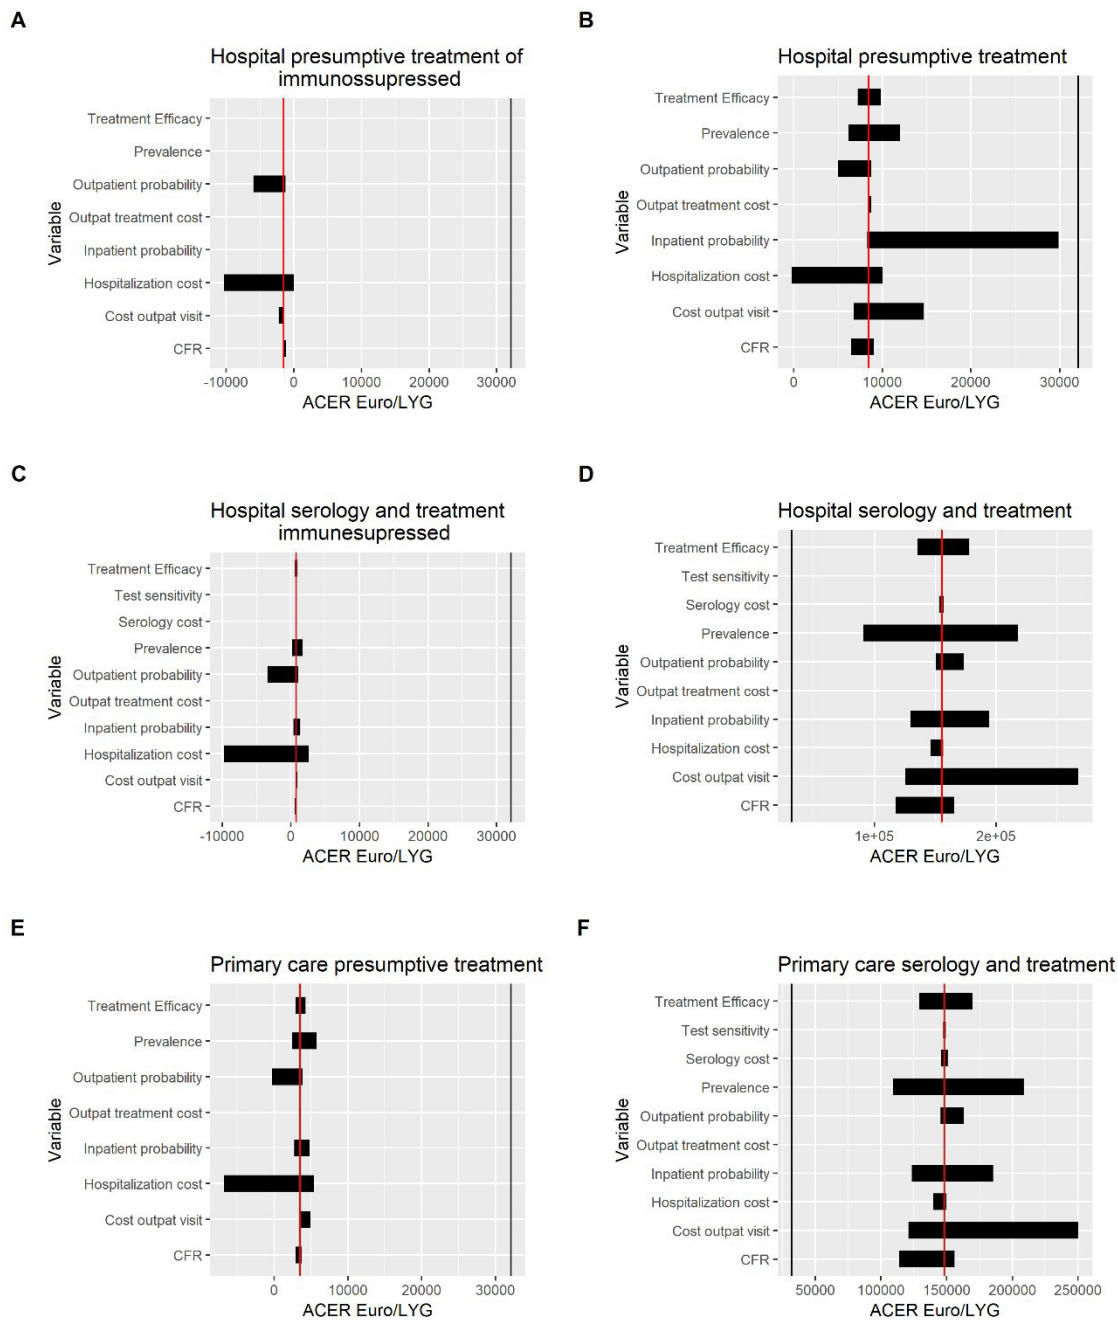 A
Hospital presumptive treatment of
immunossupressed
Variable
Treatment Efficacy
Prevalence
Outpatient probability
Outpat treatment cost
Inpatient probability
Hospitalization cost
Cost outpat visit
CFR
-10000 0 10000 20000 30000
ACER Euro/LYG
B
Hospital presumptive treatment
Variable
Treatment Efficacy
Prevalence
Outpatient probability
Outpat treatment cost
Inpatient probability
Hospitalization cost
Cost outpat visit
CFR
0 10000 20000 30000
ACER Euro/LYG
C
Hospital serology and treatment
immunesupressed
Variable
Treatment Efficacy
Test sensitivity
Serology cost
Prevalence
Outpatient probability
Outpat treatment cost
Inpatient probability
Hospitalization cost
Cost outpat visit
CFR
-10000 0 10000 20000 30000
ACER Euro/LYG
D
Hospital serology and treatment
Variable
Treatment Efficacy
Test sensitivity
Serology cost
Prevalence
Outpatient probability
Outpat treatment cost
Inpatient probability
Hospitalization cost
Cost outpat visit
CFR
1e+05 2e+05
ACER Euro/LYG
E
Primary care presumptive treatment
Variable
Treatment Efficacy
Prevalence
Outpatient probability
Outpat treatment cost
Inpatient probability
Hospitalization cost
Cost outpat visit
CFR
0 10000 20000 30000
ACER Euro/LYG
F
Primary care serology and treatment
Variable
Treatment Efficacy
Test sensitivity
Serology cost
Prevalence
Outpatient probability
Outpat treatment cost
Inpatient probability
Hospitalization cost
Cost outpat visit
CFR
50000 100000 150000 200000 250000
ACER Euro/LYG